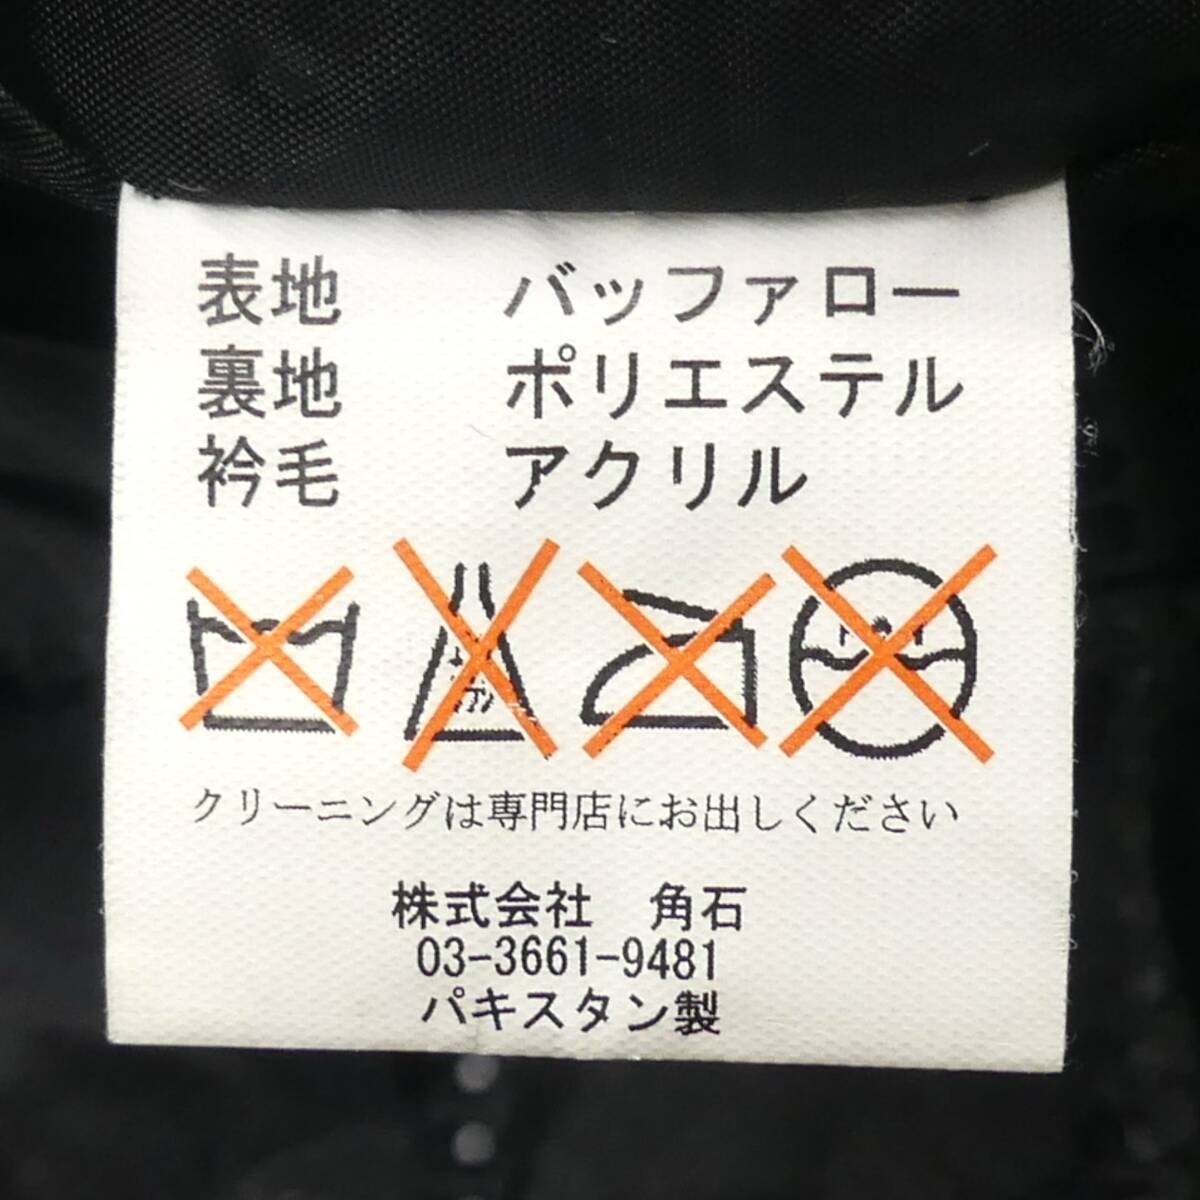 表地 バッファロー
裏地 ポリエステル
衿毛 アクリル
クリーニングは専門店にお出しください
株式会社 角石
03-3661-9481
パキスタン製